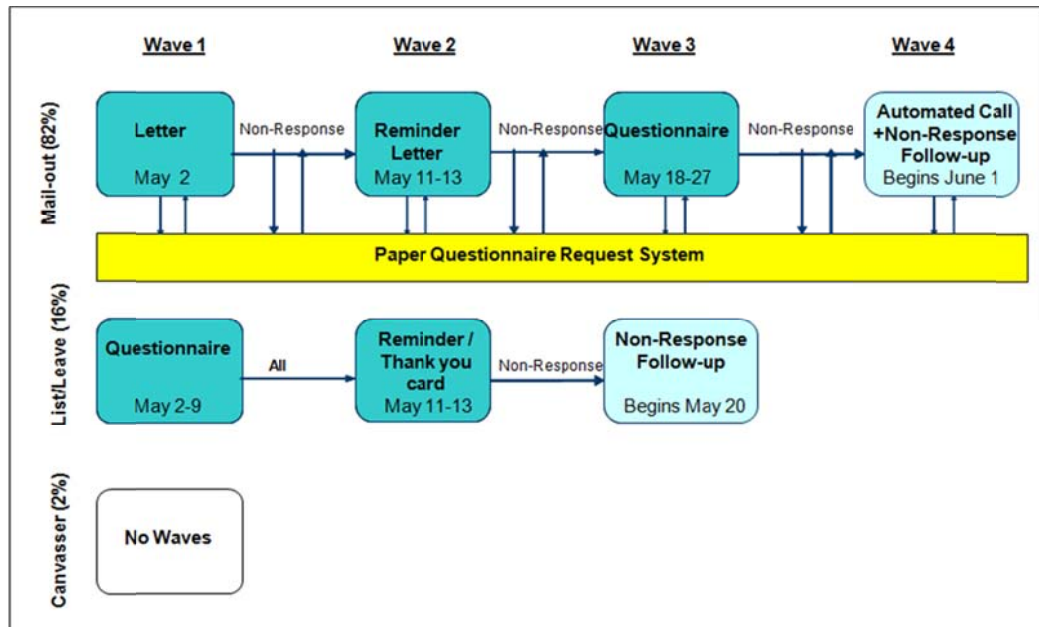 Wave 1
Wave 2
Wave 3
Wave 4
Mail-out (82%)
Letter
May 2
Non-Response
Reminder
Letter
May 11-13
Non-Response
Questionnaire
May 18-27
Non-Response
Automated Call
+Non-Response
Follow-up
Begins June 1
Paper Questionnaire Request System
List/Leave (16%)
Questionnaire
May 2-9
All
Reminder /
Thank you
card
May 11-13
Non-Response
Non-Response
Follow-up
Begins May 20
Canvasser (2%)
No Waves